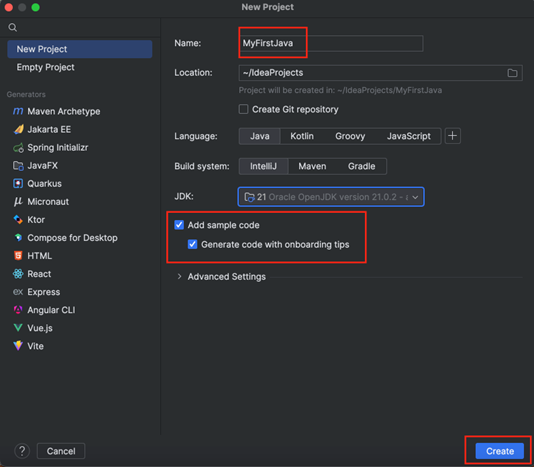 New Project
New Project
Empty Project
Generators
Maven Archetype
Jakarta EE
Spring Initializr
JavaFX
Quarkus
Micronaut
Ktor
Compose for Desktop
HTML
React
Express
Angular CLI
Vue.js
Vite
Name: MyFirstJava
Location: ~/IdeaProjects
Project will be created in: ~/IdeaProjects/MyFirstJava
Create Git repository
Language: Java Kotlin Groovy JavaScript +
Build system: IntelliJ Maven Gradle
JDK: 21 Oracle OpenJDK version 21.0.2 -
Add sample code
Generate code with onboarding tips
Advanced Settings
? Cancel Create